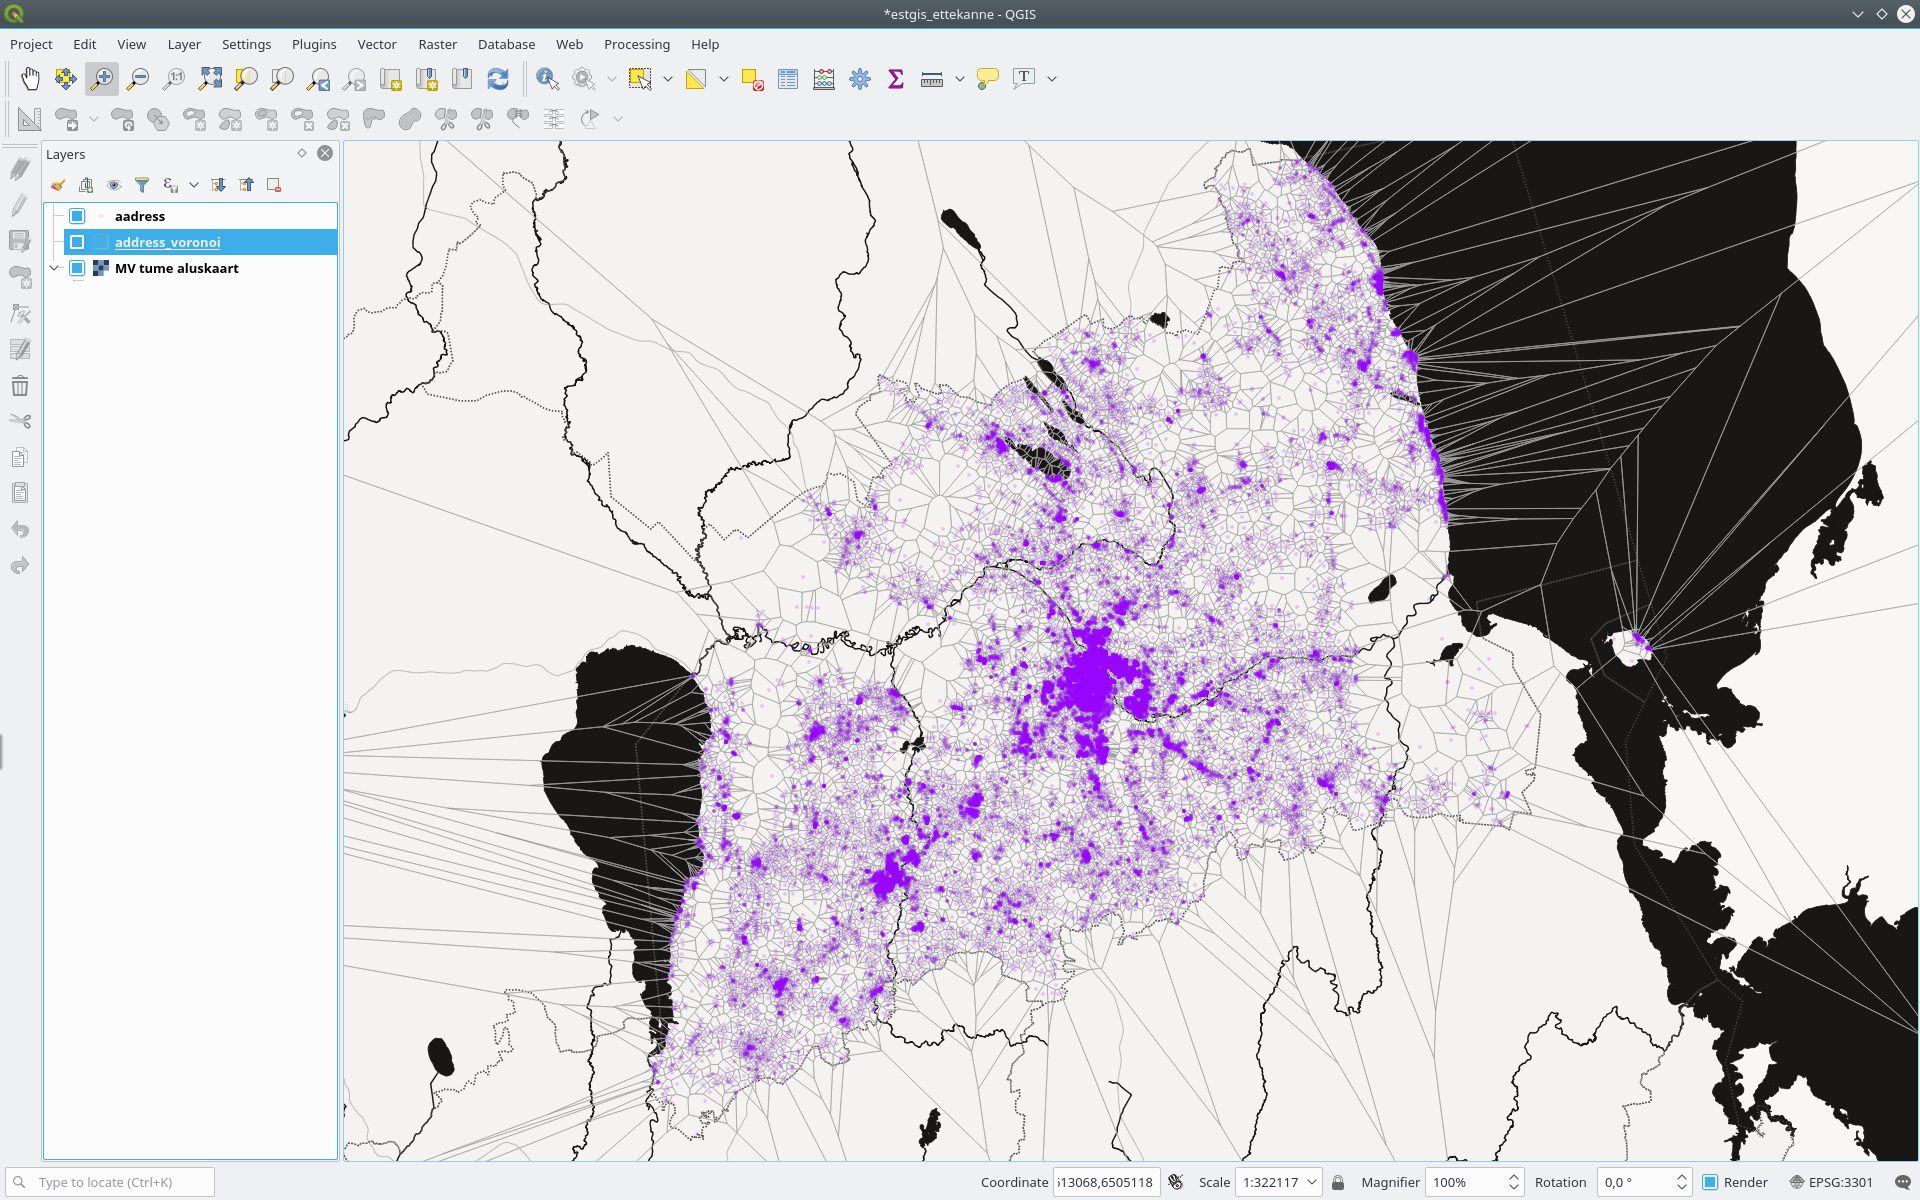 *estgis_ettekanne - QGIS
Project Edit View Layer Settings Plugins Vector Raster Database Web Processing Help
Layers
aadress
address_voronoi
MV tume aluskaart
Type to locate (Ctrl+K)
Coordinate 513068,6505118 Scale 1:322117 Magnifier 100% Rotation 0,0 ° Render EPSG:3301